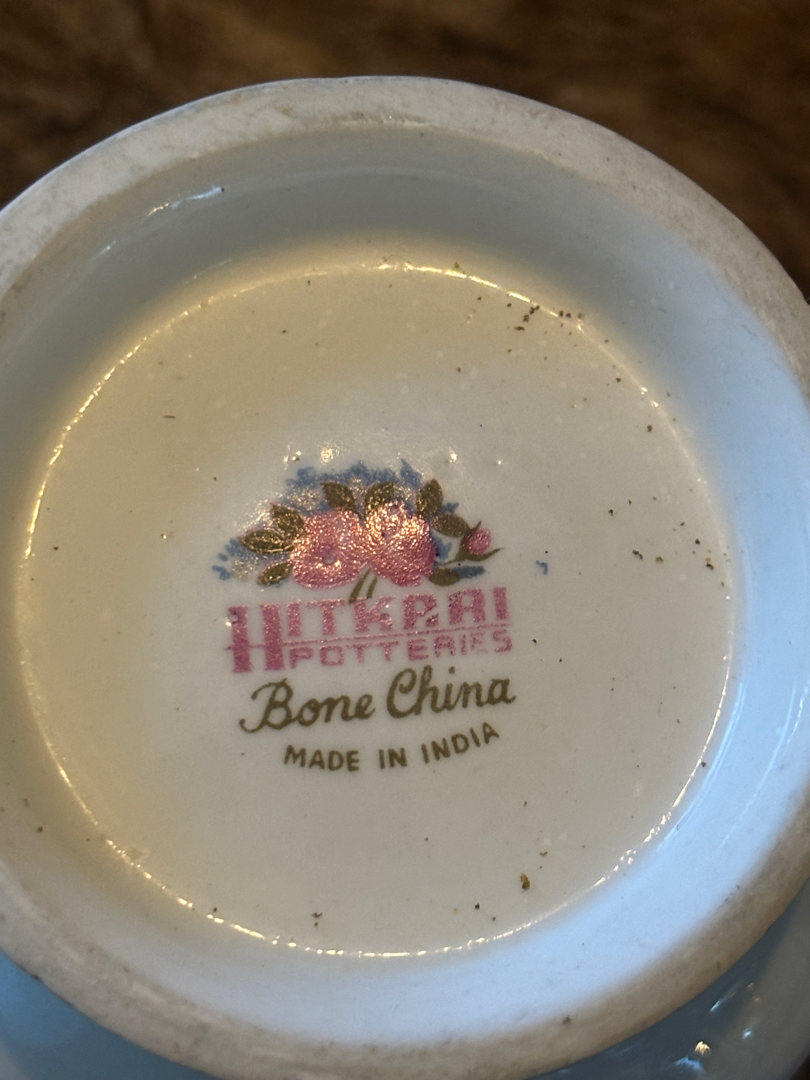 HITKARI
POTTERIES
Bone China
MADE IN INDIA